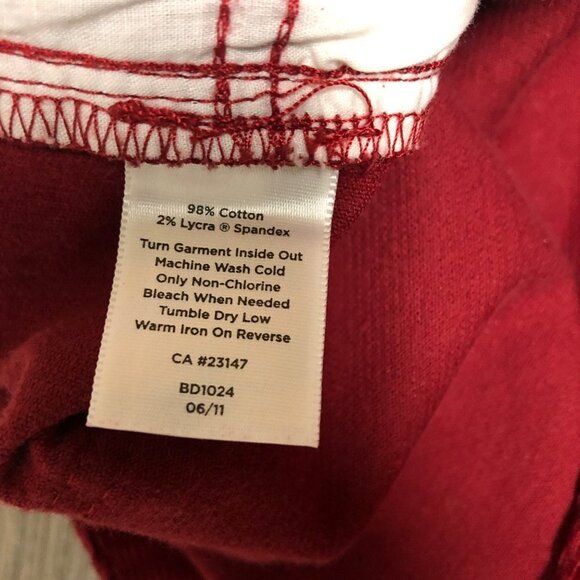 98% Cotton
2% Lycra ® Spandex
Turn Garment Inside Out
Machine Wash Cold
Only Non-Chlorine
Bleach When Needed
Tumble Dry Low
Warm Iron On Reverse
CA #23147
BD1024
06/11